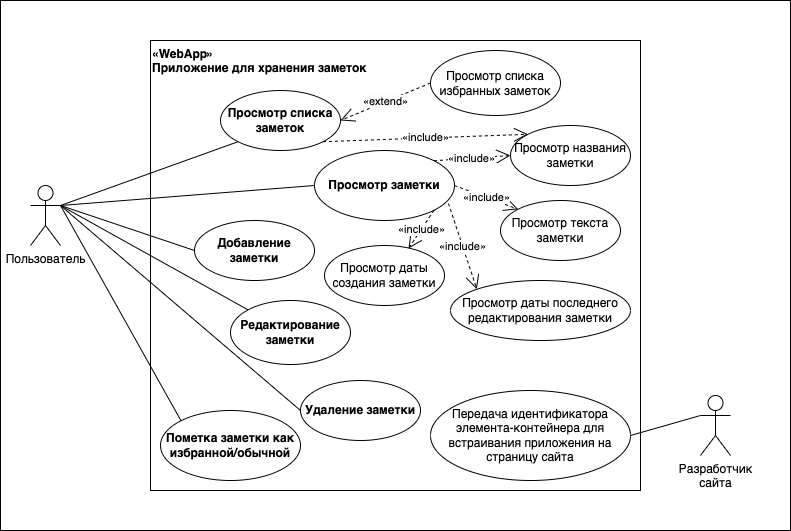 «WebApp»
Приложение для хранения заметок
Просмотр списка
избранных заметок
«extend»
Просмотр списка
заметок
«include»
Просмотр названия
заметки
«include»
Просмотр заметки
«include»
Просмотр текста
заметки
«include»
«include»
Пользователь
Добавление
заметки
Просмотр даты
создания заметки
Просмотр даты последнего
редактирования заметки
Редактирование
заметки
Удаление заметки
Пометка заметки как
избранной/обычной
Передача идентификатора
элемента-контейнера для
встраивания приложения на
страницу сайта
Разработчик
сайта